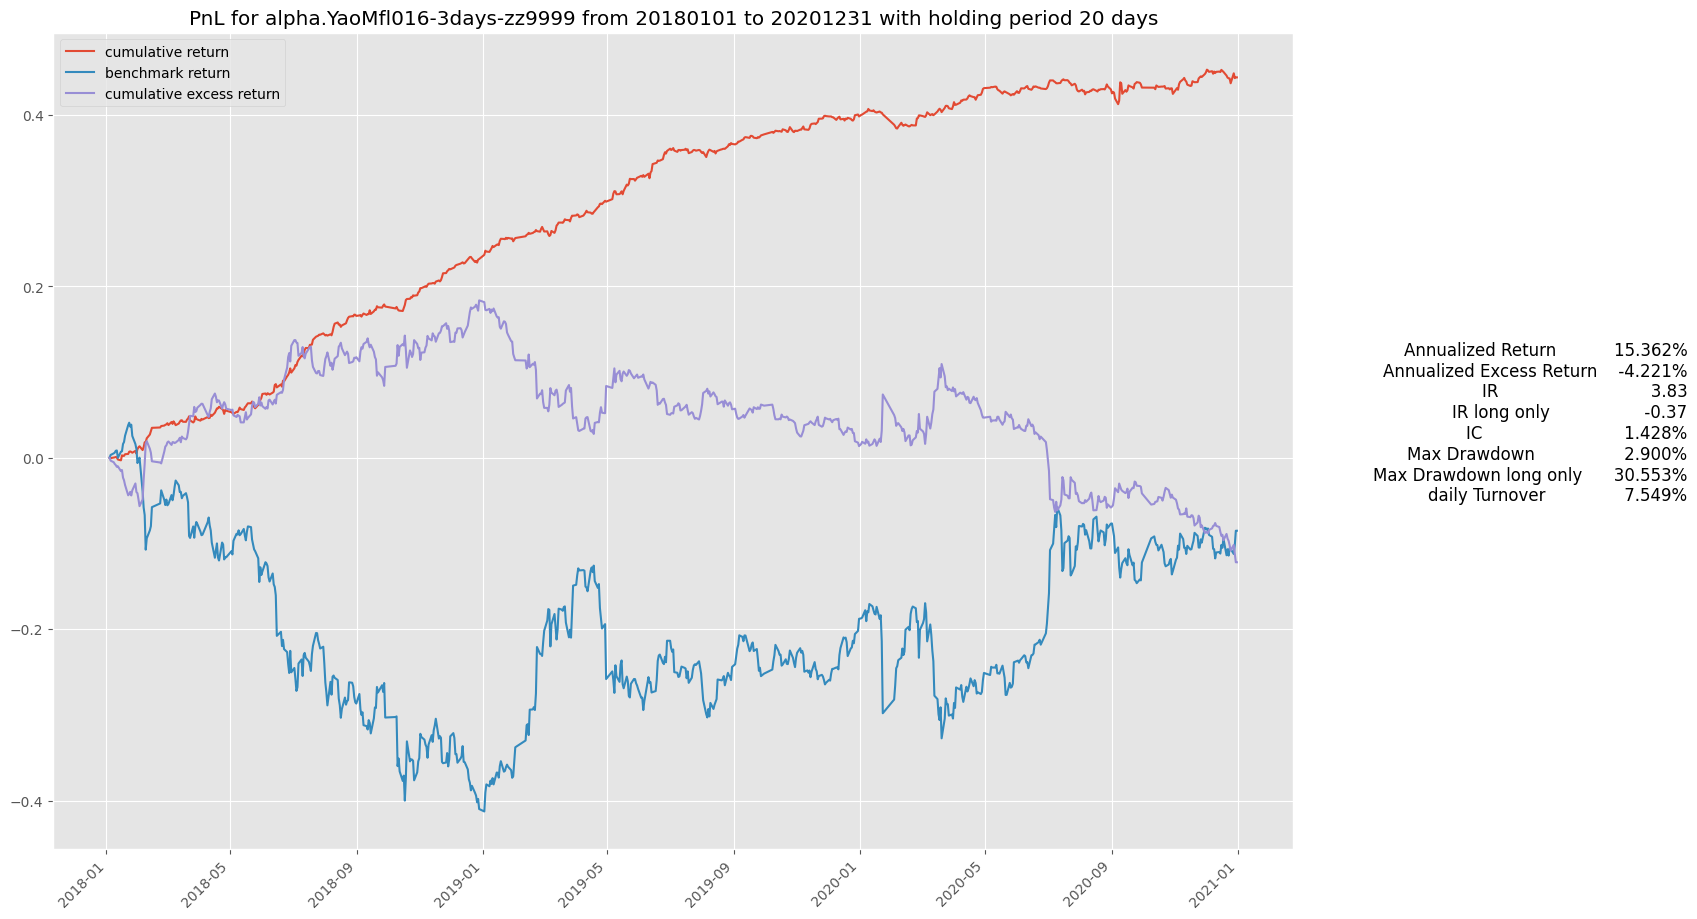 PnL for alpha.YaoMfl016-3days-zz9999 from 20180101 to 20201231 with holding period 20 days
cumulative return
benchmark return
cumulative excess return
0.4
0.2
0.0
−0.2
−0.4
2018-01
2018-05
2018-09
2019-01
2019-05
2019-09
2020-01
2020-05
2020-09
2021-01
Annualized Return 15.362%
Annualized Excess Return -4.221%
IR 3.83
IR long only -0.37
IC 1.428%
Max Drawdown 2.900%
Max Drawdown long only 30.553%
daily Turnover 7.549%